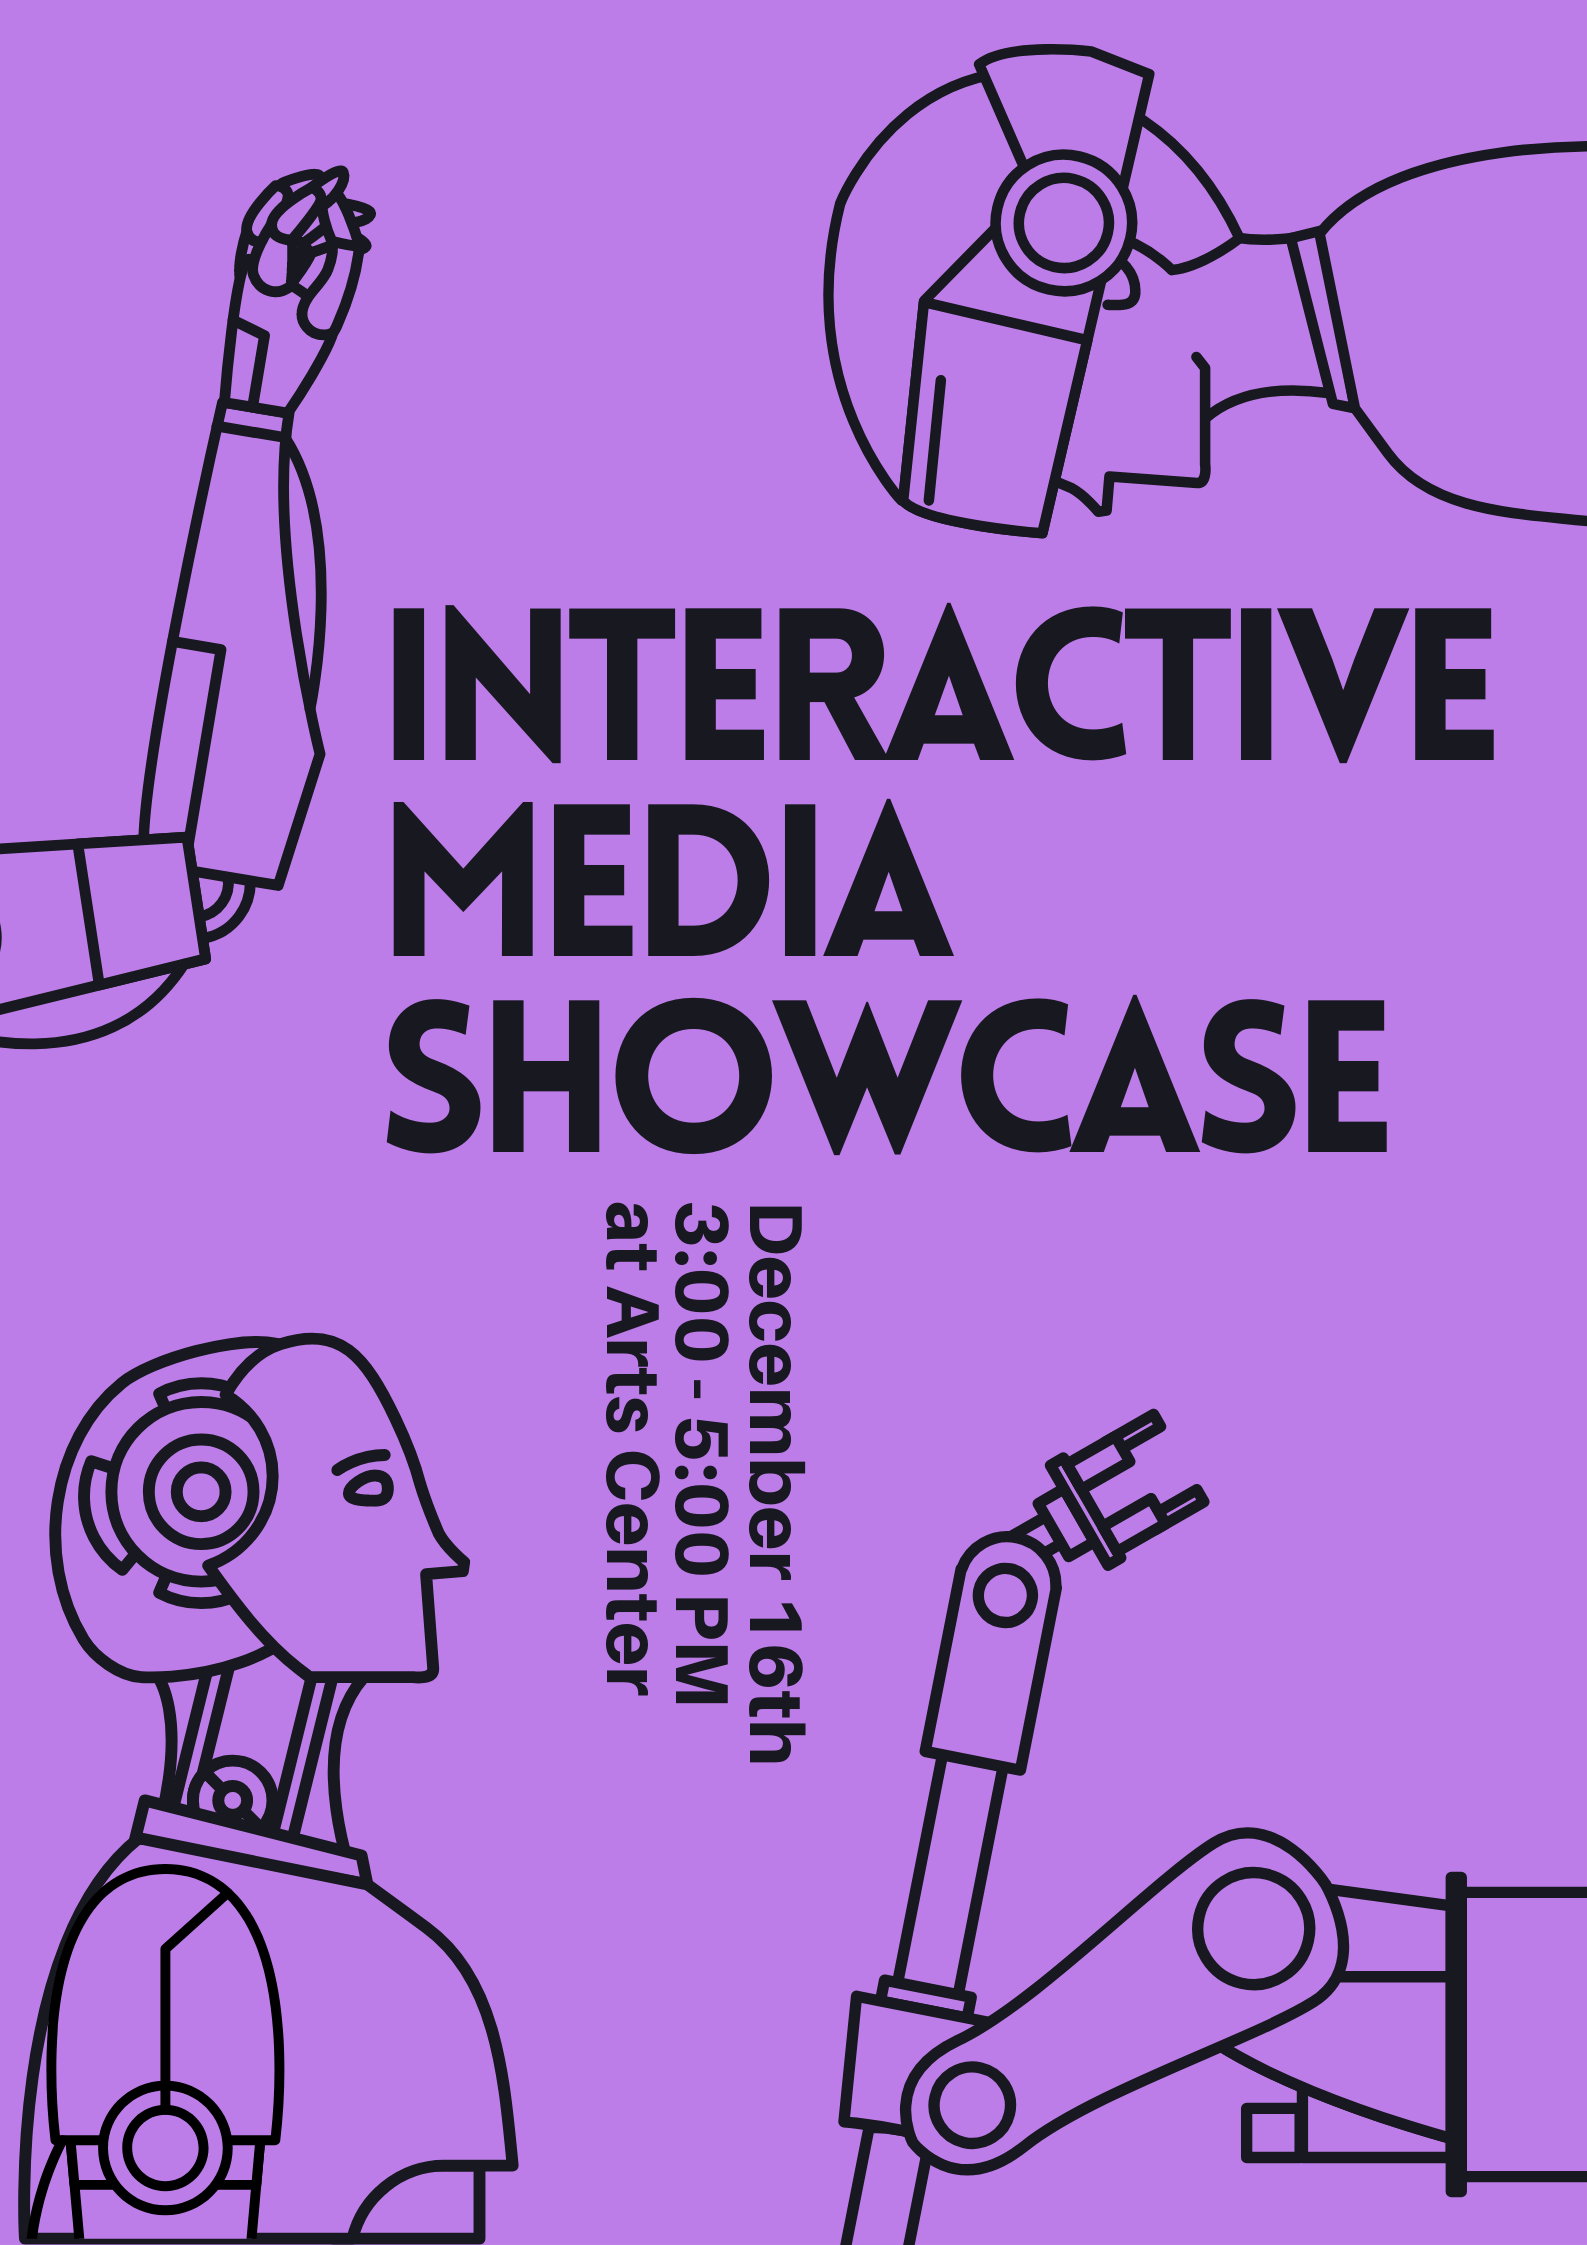 INTERACTIVE
MEDIA
SHOWCASE
December 16th
3:00 - 5:00 PM
at Arts Center